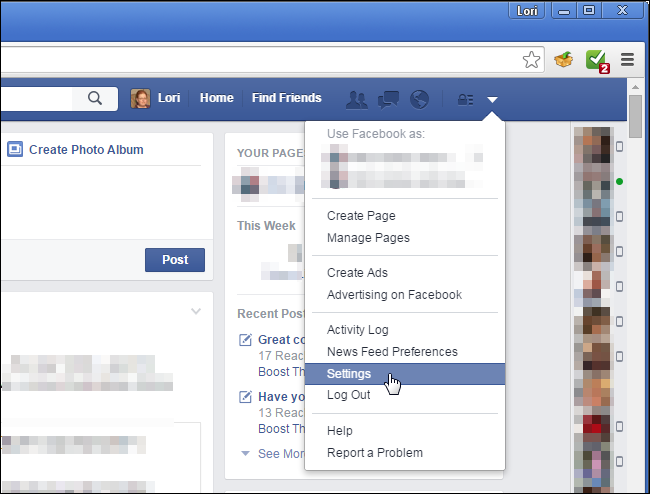 Lori
2
Lori Home Find Friends
Create Photo Album
Post
YOUR PAGE
This Week
Recent Post
Great co
17 Reac
Boost Th
Have yo
13 Reac
Boost Th
See Mor
Use Facebook as:
Create Page
Manage Pages
Create Ads
Advertising on Facebook
Activity Log
News Feed Preferences
Settings
Log Out
Help
Report a Problem